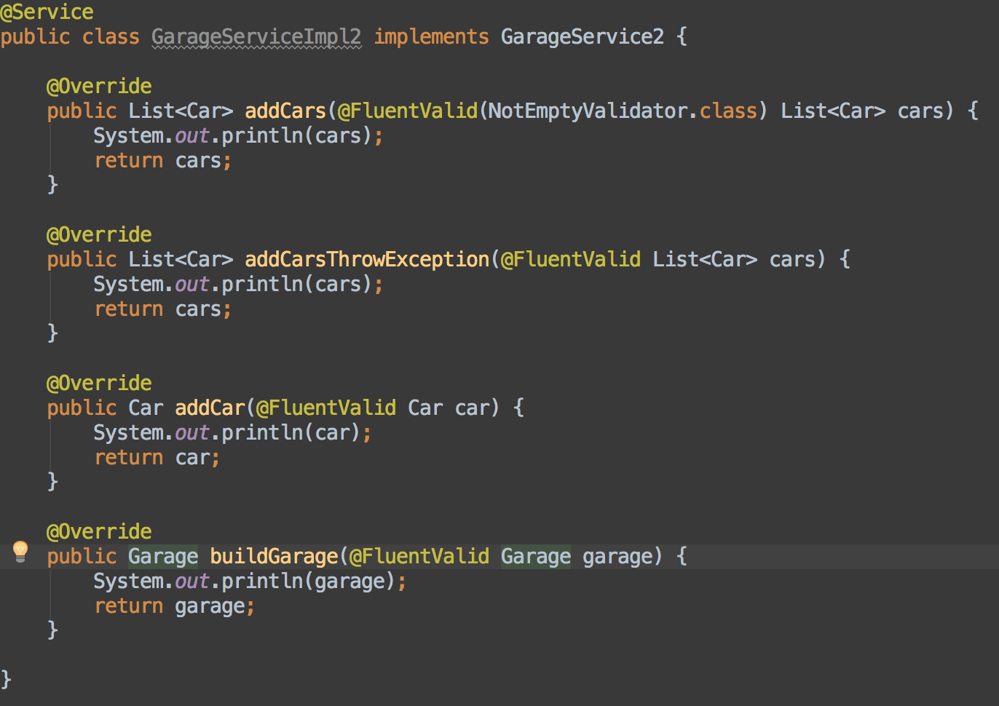 @Service
public class GarageServiceImpl2 implements GarageService2 {
@Override
public List<Car> addCars(@FluentValid(NotEmptyValidator.class) List<Car> cars) {
System.out.println(cars);
return cars;
}
@Override
public List<Car> addCarsThrowException(@FluentValid List<Car> cars) {
System.out.println(cars);
return cars;
}
@Override
public Car addCar(@FluentValid Car car) {
System.out.println(car);
return car;
}
@Override
public Garage buildGarage(@FluentValid Garage garage) {
System.out.println(garage);
return garage;
}
}